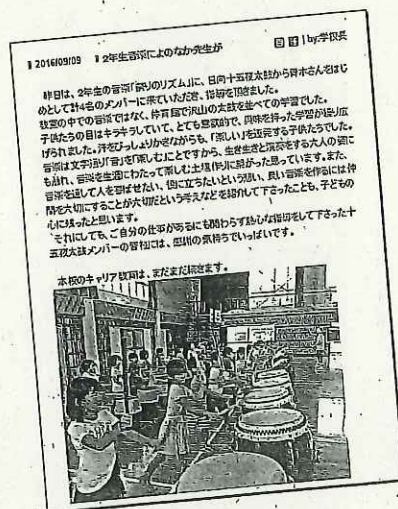 2016/09/09 2年生音楽によのなか先生が by:学校長
昨日は、2年生の音楽「祭りのリズム」に、日向十五夜太鼓から齊木さんをはじ
めとして計4名のメンバーに来ていただき、指導を頂きました。
教室の中での音楽ではなく、体育館で沢山の太鼓を並べての学習でした。
子供たちの目はキラキラしていて、とても意欲的で、興味を持った学習が繰り広
げられました。汗をびっしょりかきながらも、「楽しい」を連発する子供たちでした。
音楽は文字通り「音」を「楽しむ」ことですから、生き生きと演奏をする大人の姿に
も触れ、音楽を生涯にわたって楽しむ土壌作りに繋がったと思っています。また、
音楽を通して人を喜ばせたい、役に立ちたいという想い、良い音楽を作るには仲
間を大切にすることが大切だという考えなどを紹介して下さったことも、子どもの
心に残ったと思います。
それにしても、ご自分の仕事があるにも関わらず熱心な指導をして下さった十
五夜太鼓メンバーの皆様には、感謝の気持ちでいっぱいです。
本校のキャリア教育は、まだまだ続きます。